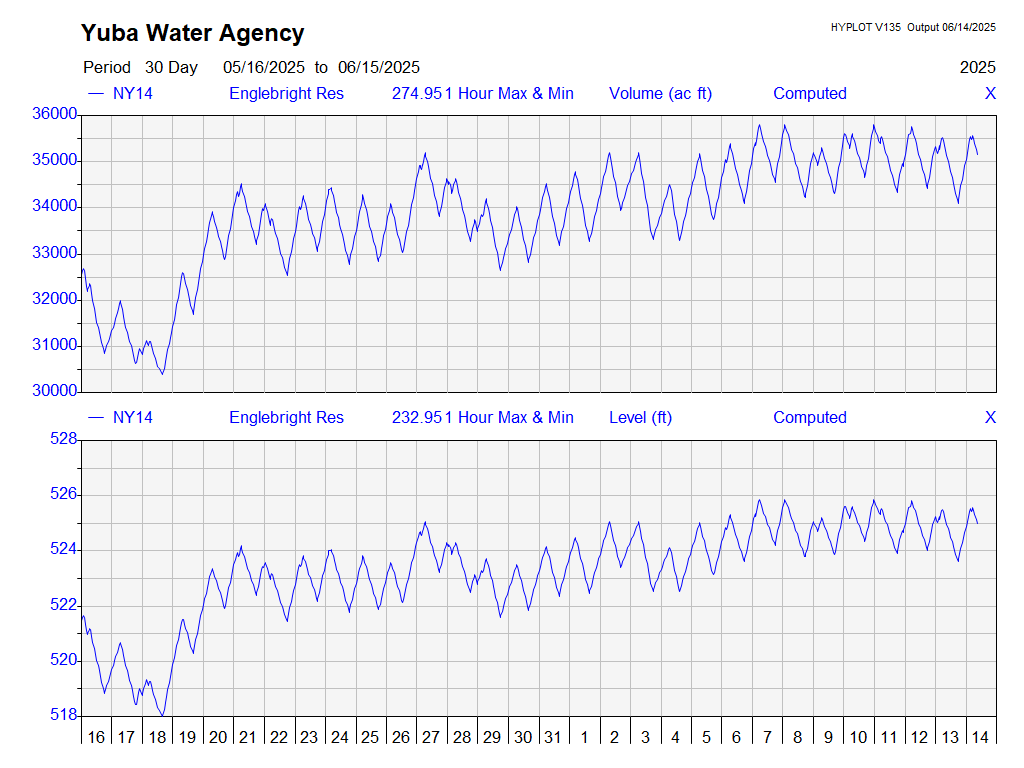 Yuba Water Agency
HYPLOT V135 Output 06/14/2025
Period 30 Day 05/16/2025 to 06/15/2025
2025
NY14 Englebright Res 274.951 Hour Max & Min Volume (ac ft) Computed X
36000
35000
34000
33000
32000
31000
30000
NY14 Englebright Res 232.951 Hour Max & Min Level (ft) Computed X
528
526
524
522
520
518
16 17 18 19 20 21 22 23 24 25 26 27 28 29 30 31 1 2 3 4 5 6 7 8 9 10 11 12 13 14